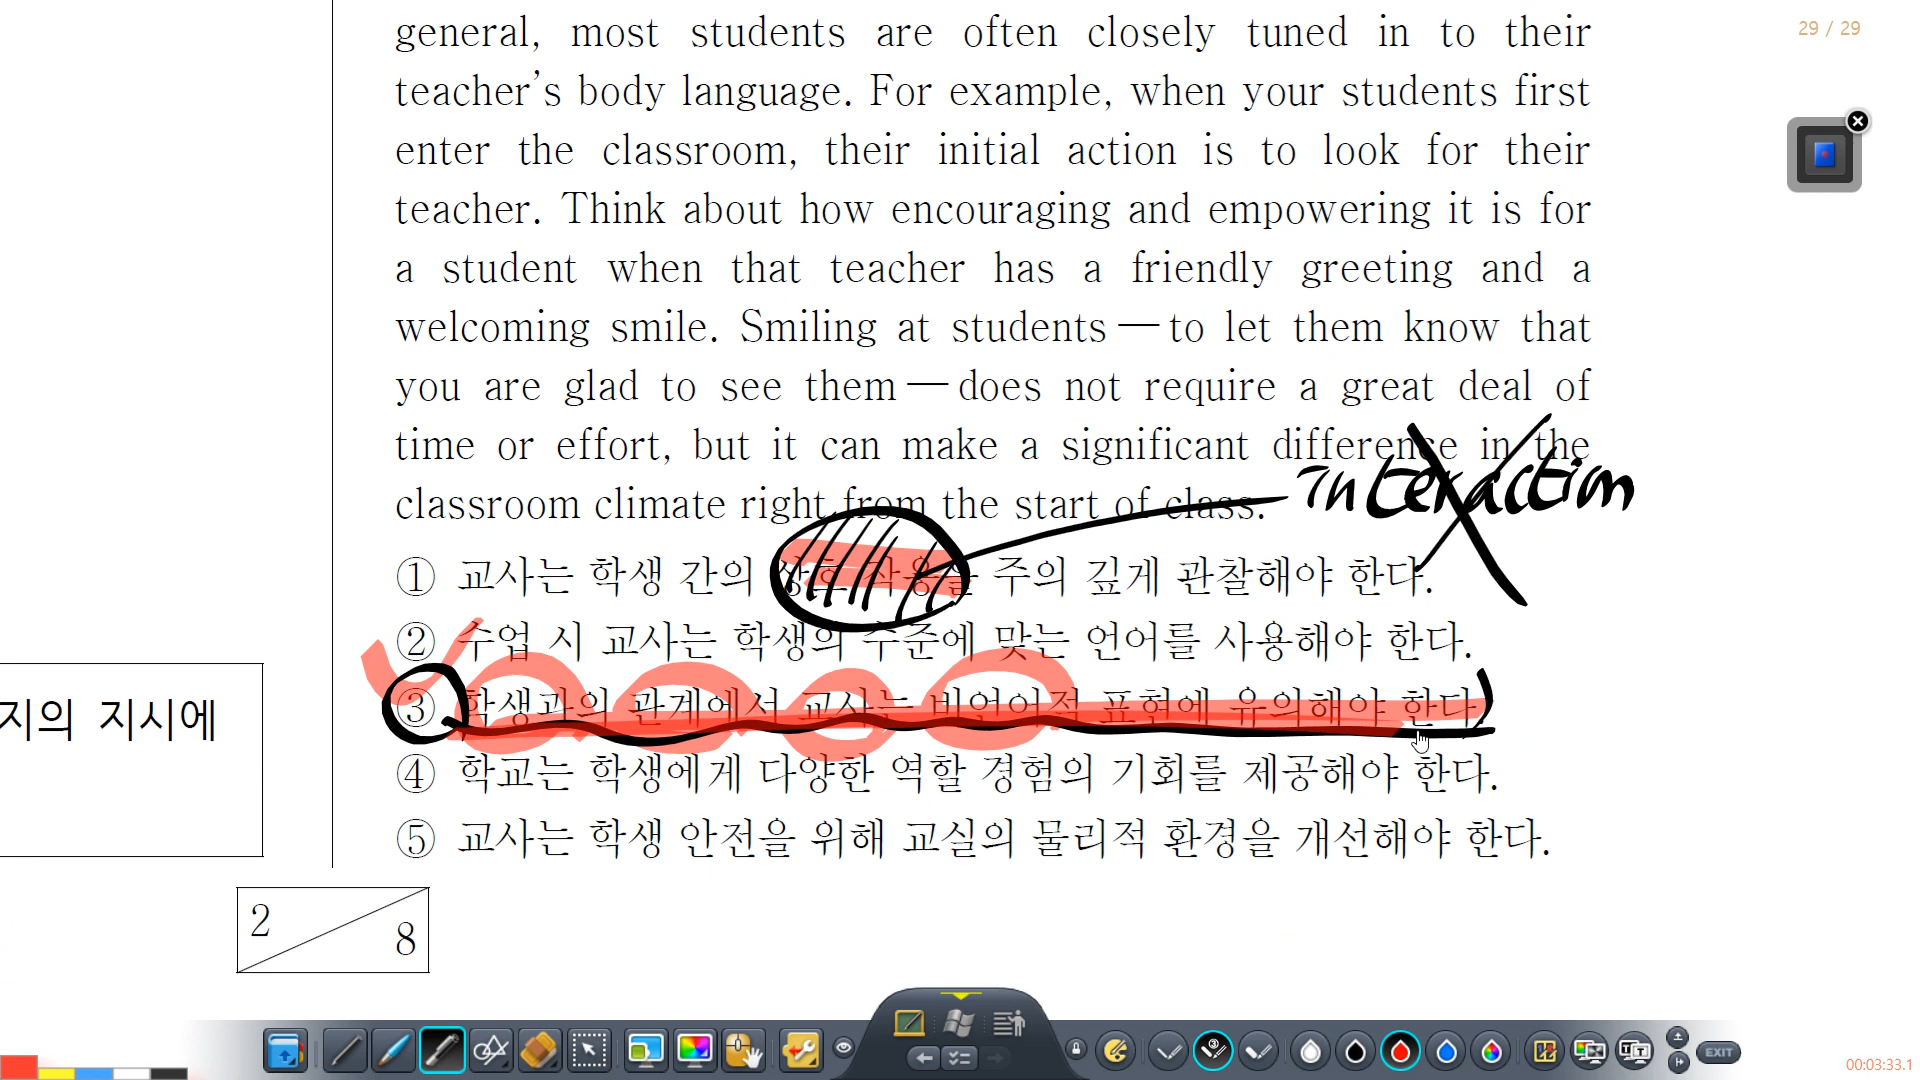 29 / 29
general, most students are often closely tuned in to their
teacher's body language. For example, when your students first
enter the classroom, their initial action is to look for their
teacher. Think about how encouraging and empowering it is for
a student when that teacher has a friendly greeting and a
welcoming smile. Smiling at students — to let them know that
you are glad to see them — does not require a great deal of
time or effort, but it can make a significant difference in the
classroom climate right from the start of class.
interaction
① 교사는 학생 간의 상호 작용을 주의 깊게 관찰해야 한다.
② 수업 시 교사는 학생의 수준에 맞는 언어를 사용해야 한다.
③ 학생과의 관계에서 교사는 비언어적 표현에 유의해야 한다.
④ 학교는 학생에게 다양한 역할 경험의 기회를 제공해야 한다.
⑤ 교사는 학생 안전을 위해 교실의 물리적 환경을 개선해야 한다.
지의 지시에
2
8
EXIT
00:03:33.1